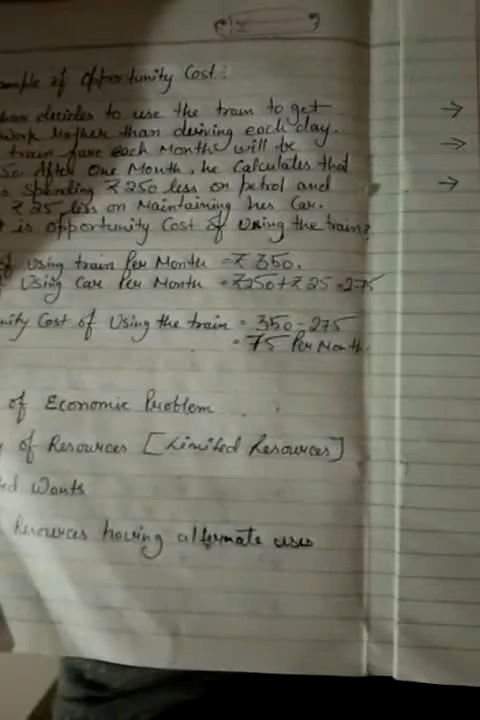 ample of Opportunity Cost:
decides to use the train to get
work rather than driving each day.
train fare each Month will be
So After One Month, he Calculates that
s spending ₹250 less on petrol and
₹25 less on Maintaining her Car.
is opportunity Cost of Using the train?
Using train Per Month = ₹350.
Using Car Per Month = ₹250+₹25=275
nity Cost of Using the train = 350-275
= 75 Per Month.
of Economic Problem
of Resources [Limited Resources]
ed Wants
Resources having alternate uses
→
→
→